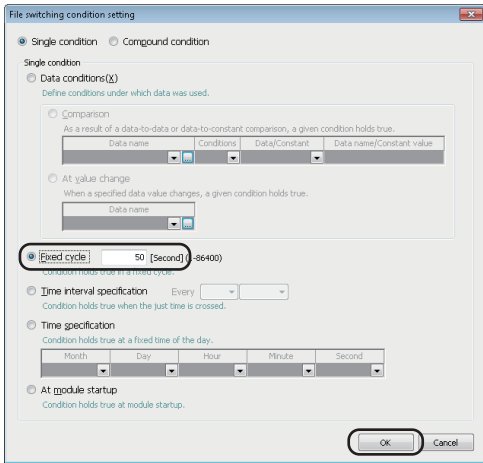 File switching condition setting
Single condition Compound condition
Single condition
Data conditions(X)
Define conditions under which data was used.
Comparison
As a result of a data-to-data or data-to-constant comparison, a given condition holds true.
Data name Conditions Data/Constant Data name/Constant value
At value change
When a specified data value changes, a given condition holds true.
Data name
Fixed cycle 50 [Second] ( -86400)
Condition holds true in a fixed cycle.
Time interval specification Every
Condition holds true when the just time is crossed.
Time specification
Condition holds true at a fixed time of the day.
Month Day Hour Minute Second
At module startup
Condition holds true at module startup.
OK Cancel